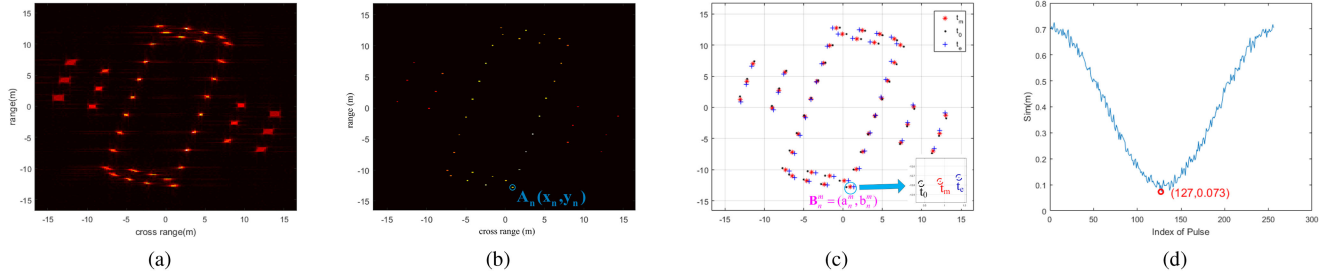 15
10
5
0
-5
-10
-15
range(m)
-15 -10 -5 0 5 10 15
cross range(m)
(a)
15
10
5
0
-5
-10
-15
range (m)
-15 -10 -5 0 5 10 15
cross range (m)
A_n(x_n,y_n)
(b)
15
10
5
0
-5
-10
-15
-15 -10 -5 0 5 10 15
t_m
t_0
t_e
t_0 t_m t_e
B_n^m=(a_n^m,b_n^m)
(c)
0.8
0.7
0.6
0.5
0.4
0.3
0.2
0.1
0
Sim(m)
0 50 100 150 200 250 300
Index of Pulse
(127,0.073)
(d)